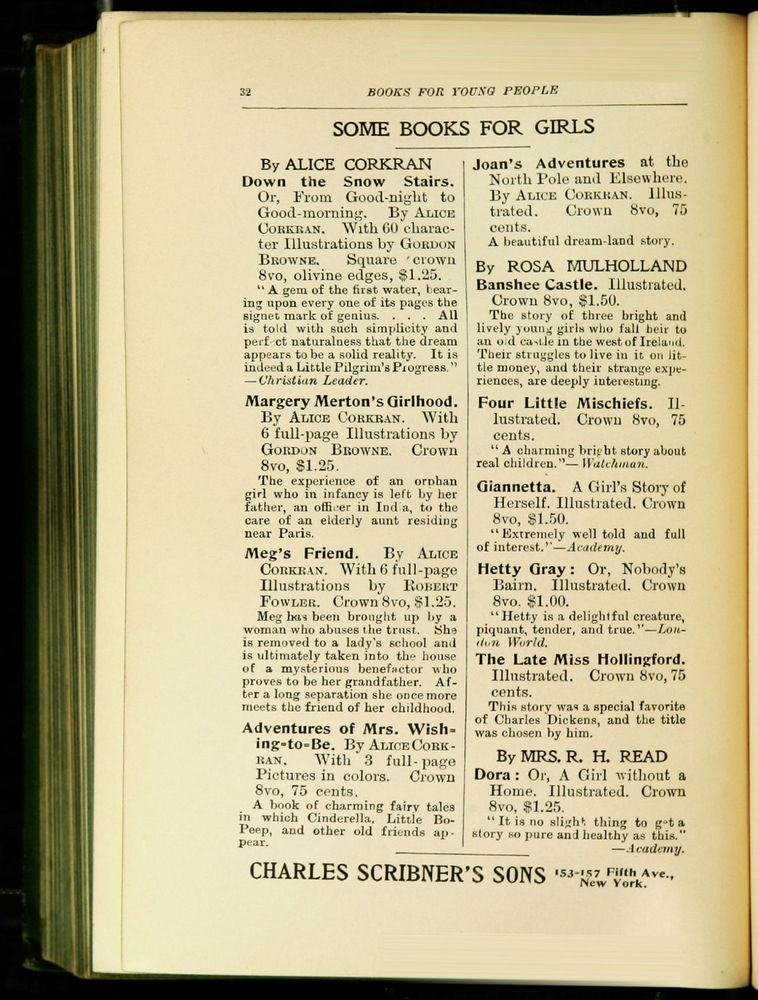 32
BOOKS FOR YOUNG PEOPLE
SOME BOOKS FOR GIRLS
By ALICE CORKRAN
Down the Snow Stairs.
Or, From Good-night to
Good-morning. By ALICE
CORKRAN. With 60 charac-
ter Illustrations by GORDON
BROWNE. Square crown
8vo, olivine edges, $1.25.
"A gem of the first water, bear-
ing upon every one of its pages the
signet mark of genius. . . . All
is told with such simplicity and
perfect naturalness that the dream
appears to be a solid reality. It is
indeed a Little Pilgrim's Progress."
—Christian Leader.
Margery Merton's Girlhood.
By ALICE CORKRAN. With
6 full-page Illustrations by
GORDON BROWNE. Crown
8vo, $1.25.
The experience of an orphan
girl who in infancy is left by her
father, an officer in India, to the
care of an elderly aunt residing
near Paris.
Meg's Friend. By ALICE
CORKRAN. With 6 full-page
Illustrations by ROBERT
FOWLER. Crown 8vo, $1.25.
Meg has been brought up by a
woman who abuses the trust. She
is removed to a lady's school and
is ultimately taken into the house
of a mysterious benefactor who
proves to be her grandfather. Af-
ter a long separation she once more
meets the friend of her childhood.
Adventures of Mrs. Wish-
ing-to-Be. By ALICE CORK-
RAN. With 3 full-page
Pictures in colors. Crown
8vo, 75 cents.
A book of charming fairy tales
in which Cinderella, Little Bo-
Peep, and other old friends ap-
pear.
Joan's Adventures at the
North Pole and Elsewhere.
By ALICE CORKRAN. Illus-
trated. Crown 8vo, 75
cents.
A beautiful dream-land story.
By ROSA MULHOLLAND
Banshee Castle. Illustrated.
Crown 8vo, $1.50.
The story of three bright and
lively young girls who fall heir to
an old castle in the west of Ireland.
Their struggles to live in it on lit-
tle money, and their strange expe-
riences, are deeply interesting.
Four Little Mischiefs. Il-
lustrated. Crown 8vo, 75
cents.
"A charming bright story about
real children."—Watchman.
Giannetta. A Girl's Story of
Herself. Illustrated. Crown
8vo, $1.50.
"Extremely well told and full
of interest."—Academy.
Hetty Gray: Or, Nobody's
Bairn. Illustrated. Crown
8vo. $1.00.
"Hetty is a delightful creature,
piquant, tender, and true."—Lon-
don World.
The Late Miss Hollingford.
Illustrated. Crown 8vo, 75
cents.
This story was a special favorite
of Charles Dickens, and the title
was chosen by him.
By MRS. R. H. READ
Dora: Or, A Girl without a
Home. Illustrated. Crown
8vo, $1.25.
"It is no slight thing to get a
story so pure and healthy as this."
—Academy.
CHARLES SCRIBNER'S SONS 153-157 Fifth Ave.,
New York.